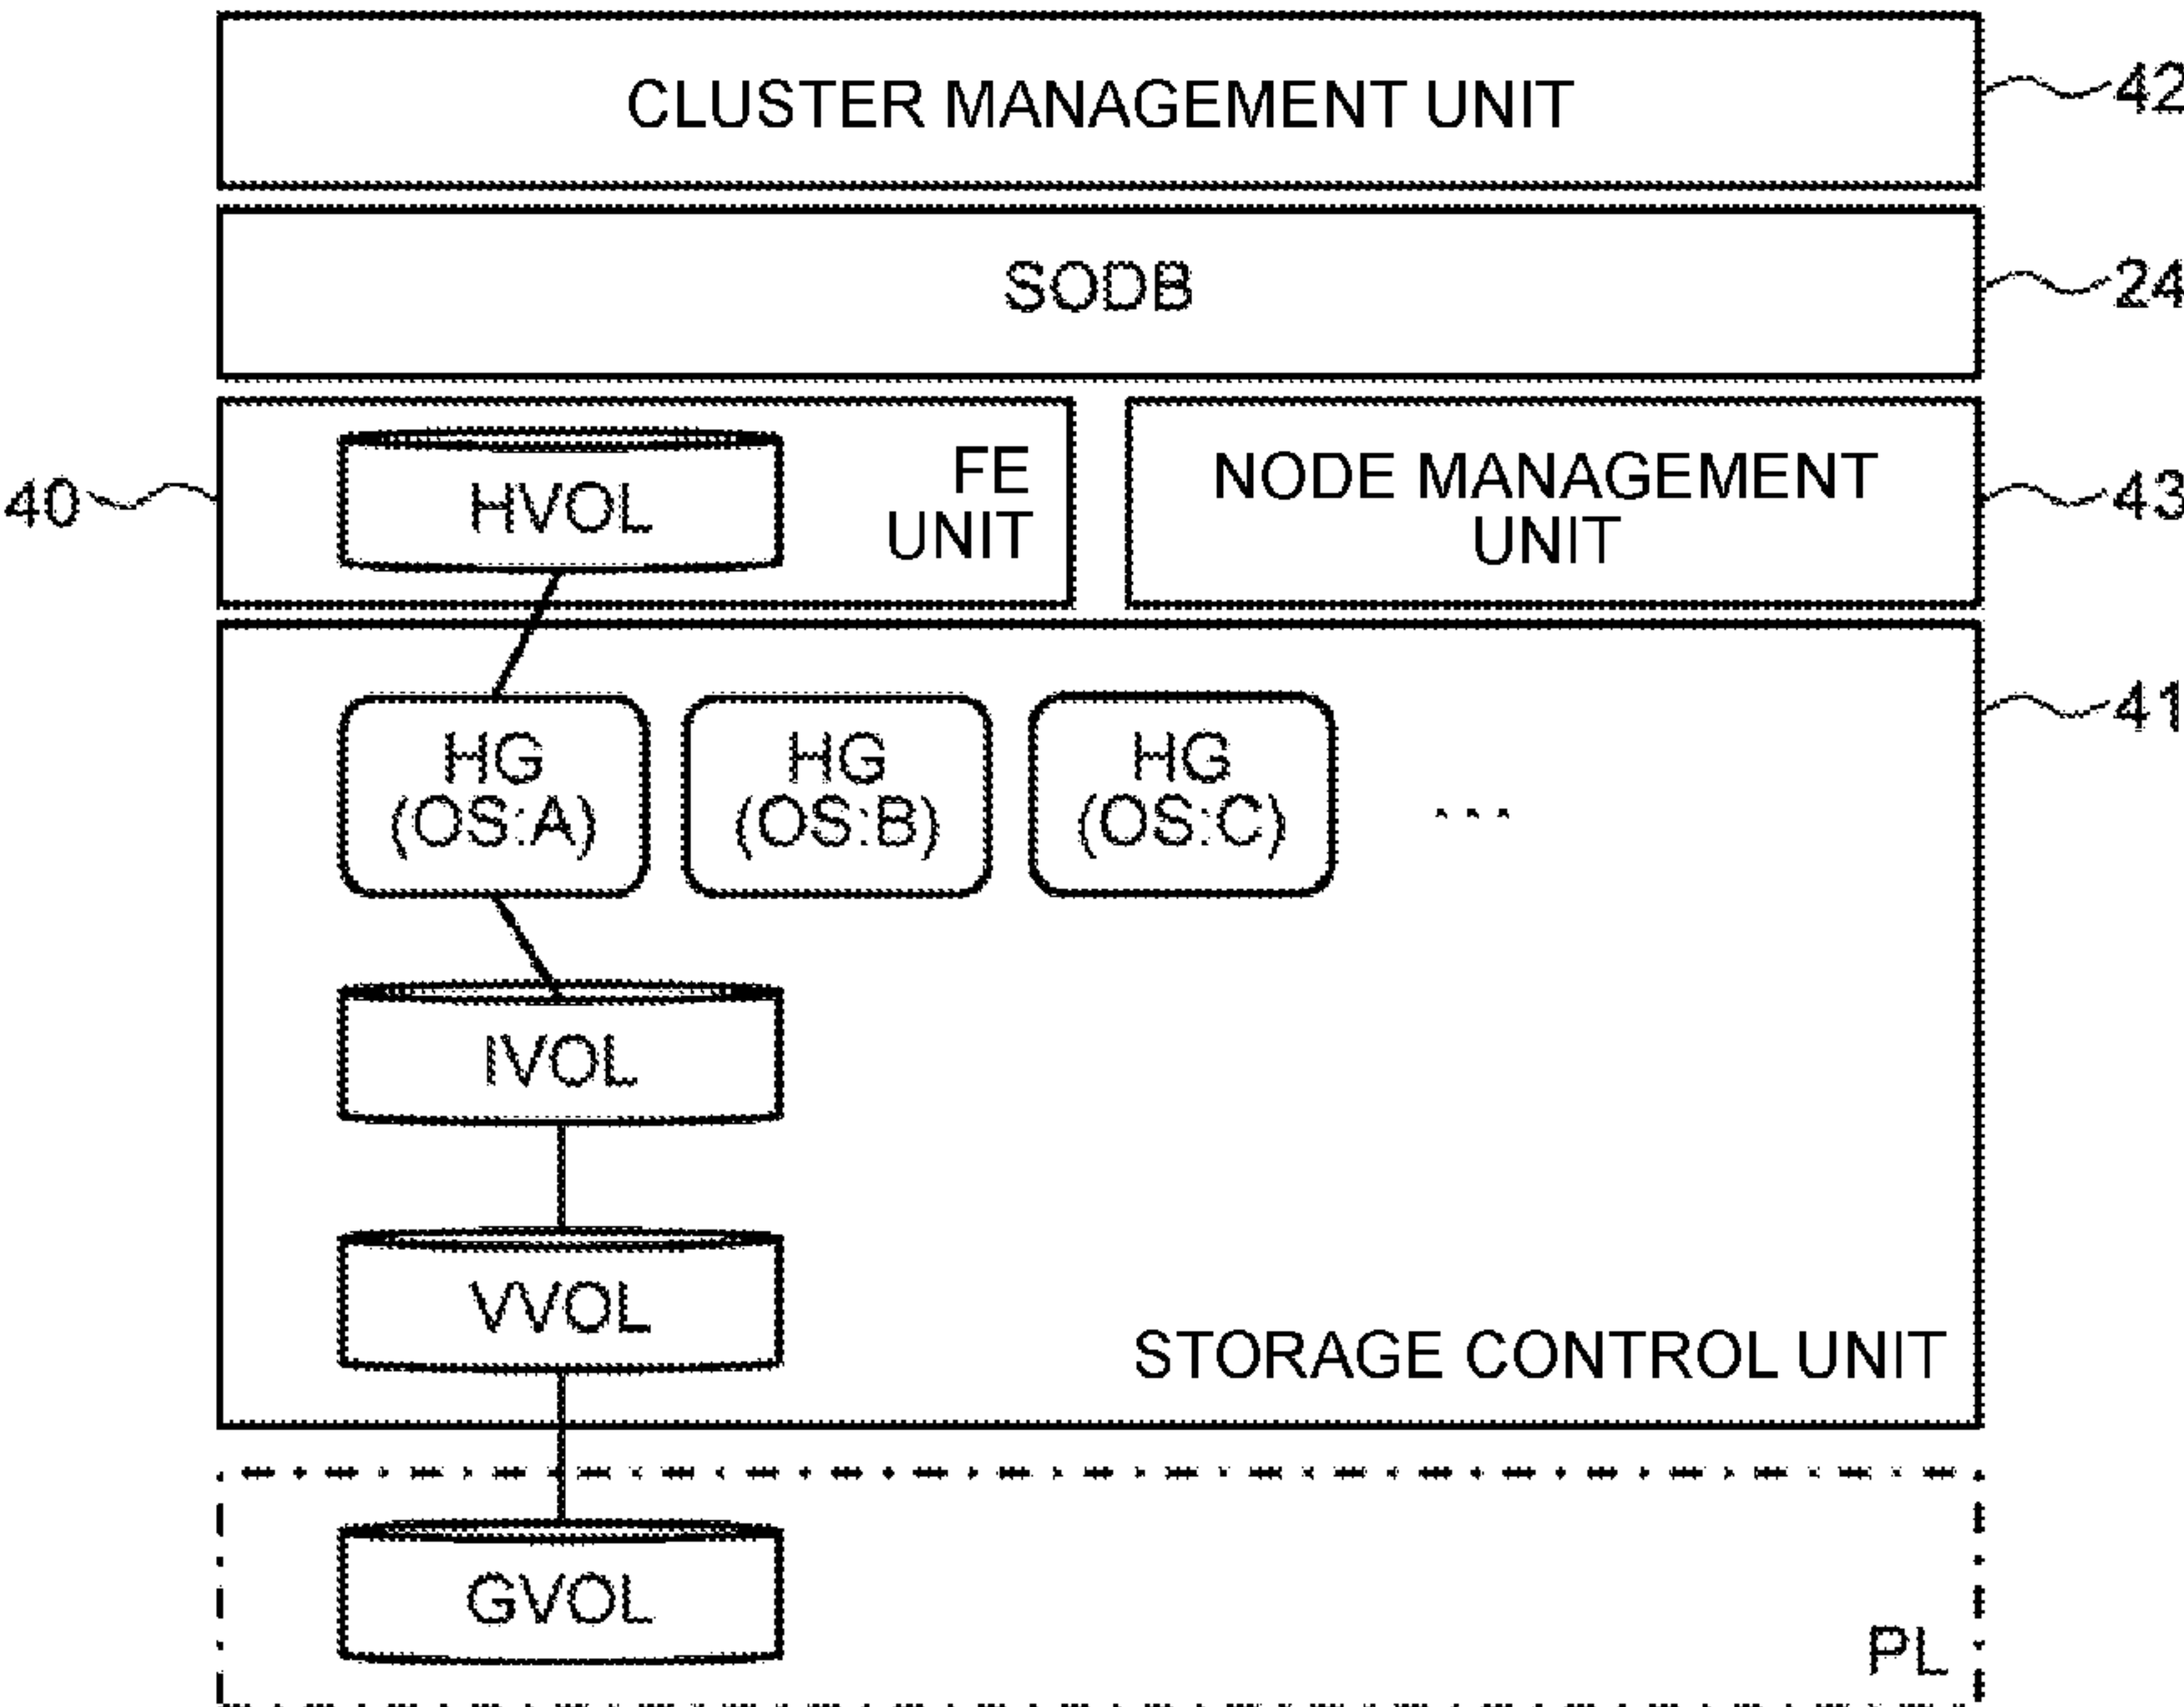 CLUSTER MANAGEMENT UNIT
42
SODB
24
40
HVOL
FE
UNIT
NODE MANAGEMENT
UNIT
43
41
HG
(OS:A)
HG
(OS:B)
HG
(OS:C)
...
IVOL
VVOL
STORAGE CONTROL UNIT
GVOL
PL